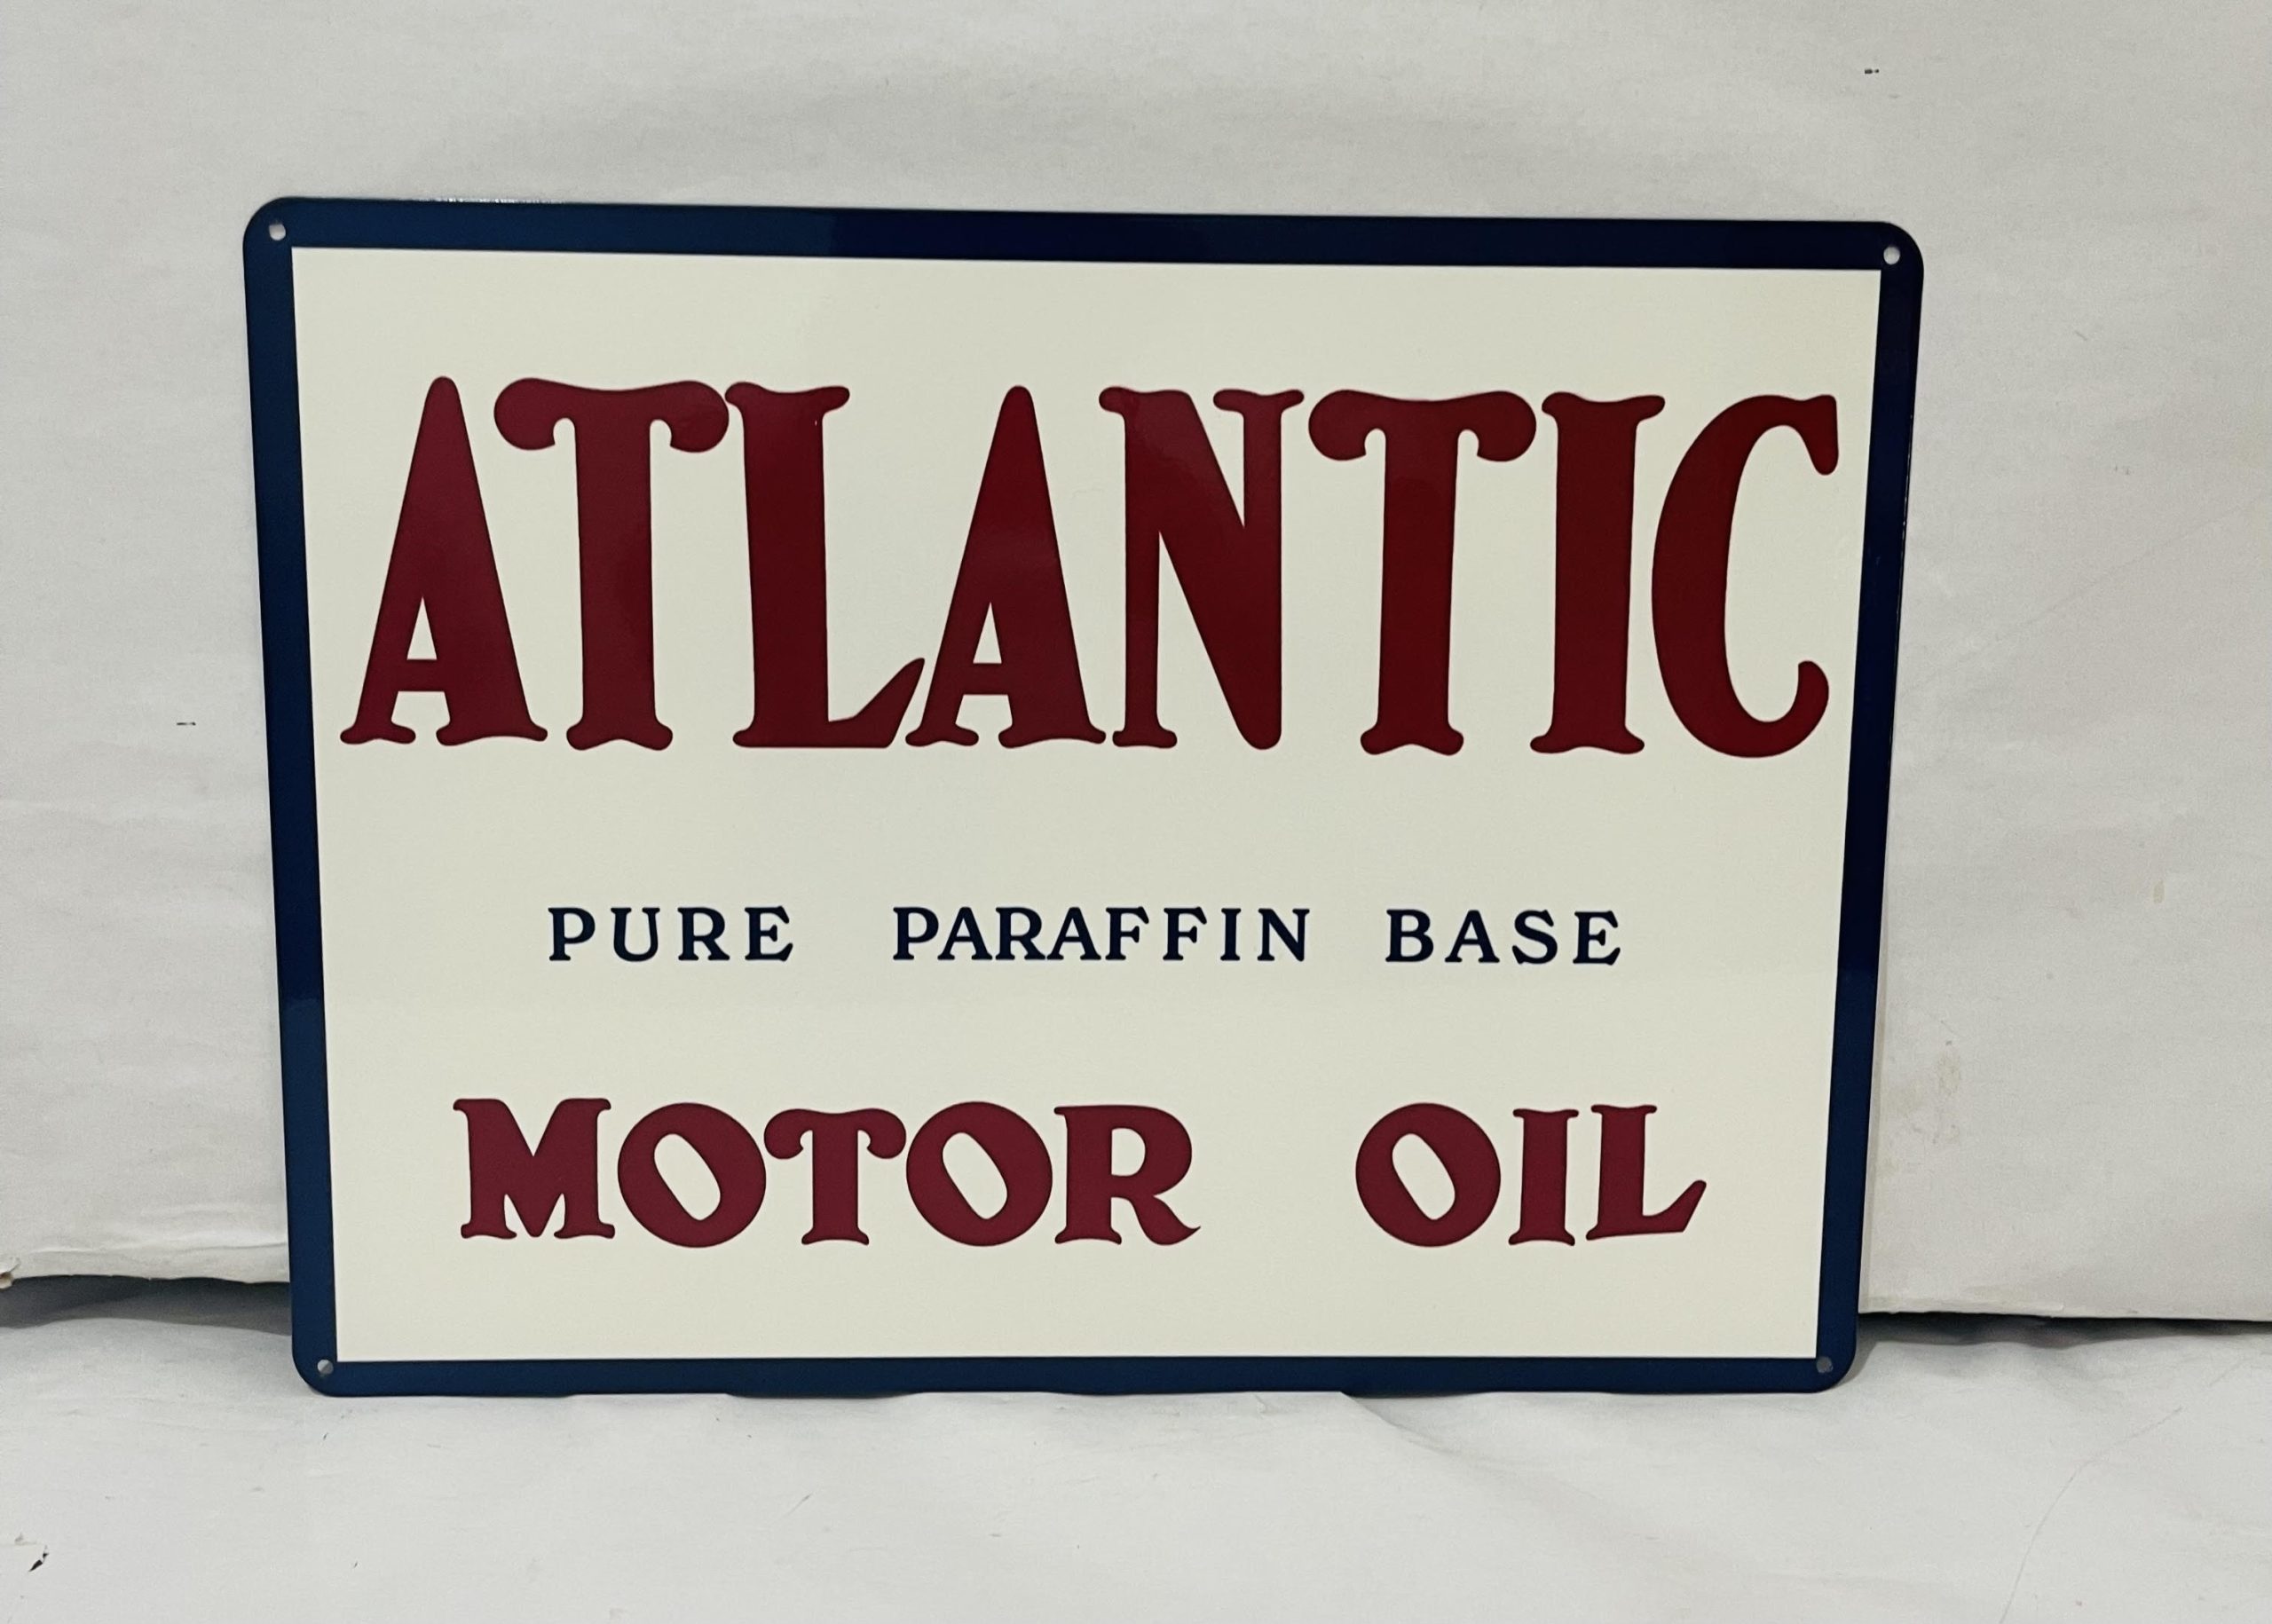 ATLANTIC
PURE PARAFFIN BASE
MOTOR OIL